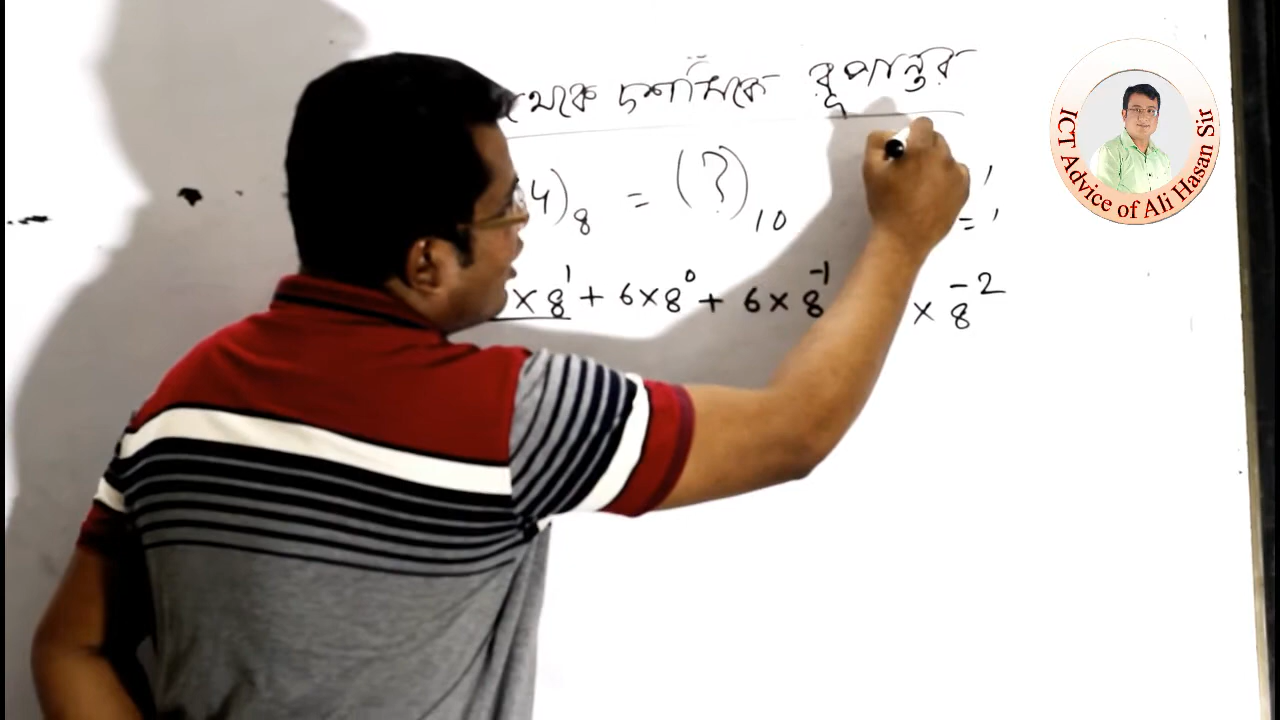 থেকে দশমিকে রূপান্তর
4)₈ = (?)₁₀
= 1
× 8¹ + 6 × 8⁰ + 6 × 8⁻¹ × 8⁻²
ICT Advice of Ali Hasan Sir